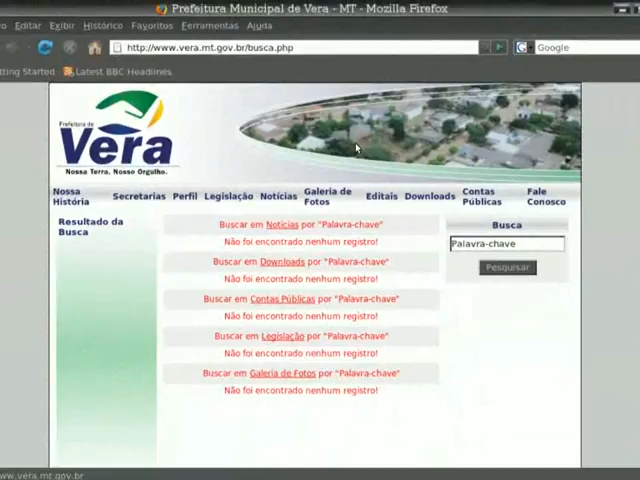 Prefeitura Municipal de Vera - MT - Mozilla Firefox
Editar Exibir Histórico Favoritos Ferramentas Ajuda
http://www.vera.mt.gov.br/busca.php
Google
tting Started Latest BBC Headlines
Prefeitura de
Vera
Nossa Terra. Nosso Orgulho.
Nossa História Secretarias Perfil Legislação Notícias Galeria de Fotos Editais Downloads Contas Públicas Fale Conosco
Resultado da
Busca
Buscar em Notícias por "Palavra-chave"
Não foi encontrado nenhum registro!
Buscar em Downloads por "Palavra-chave"
Não foi encontrado nenhum registro!
Buscar em Contas Públicas por "Palavra-chave"
Não foi encontrado nenhum registro!
Buscar em Legislação por "Palavra-chave"
Não foi encontrado nenhum registro!
Buscar em Galeria de Fotos por "Palavra-chave"
Não foi encontrado nenhum registro!
Busca
Palavra-chave
Pesquisar
ww.vera.mt.gov.br